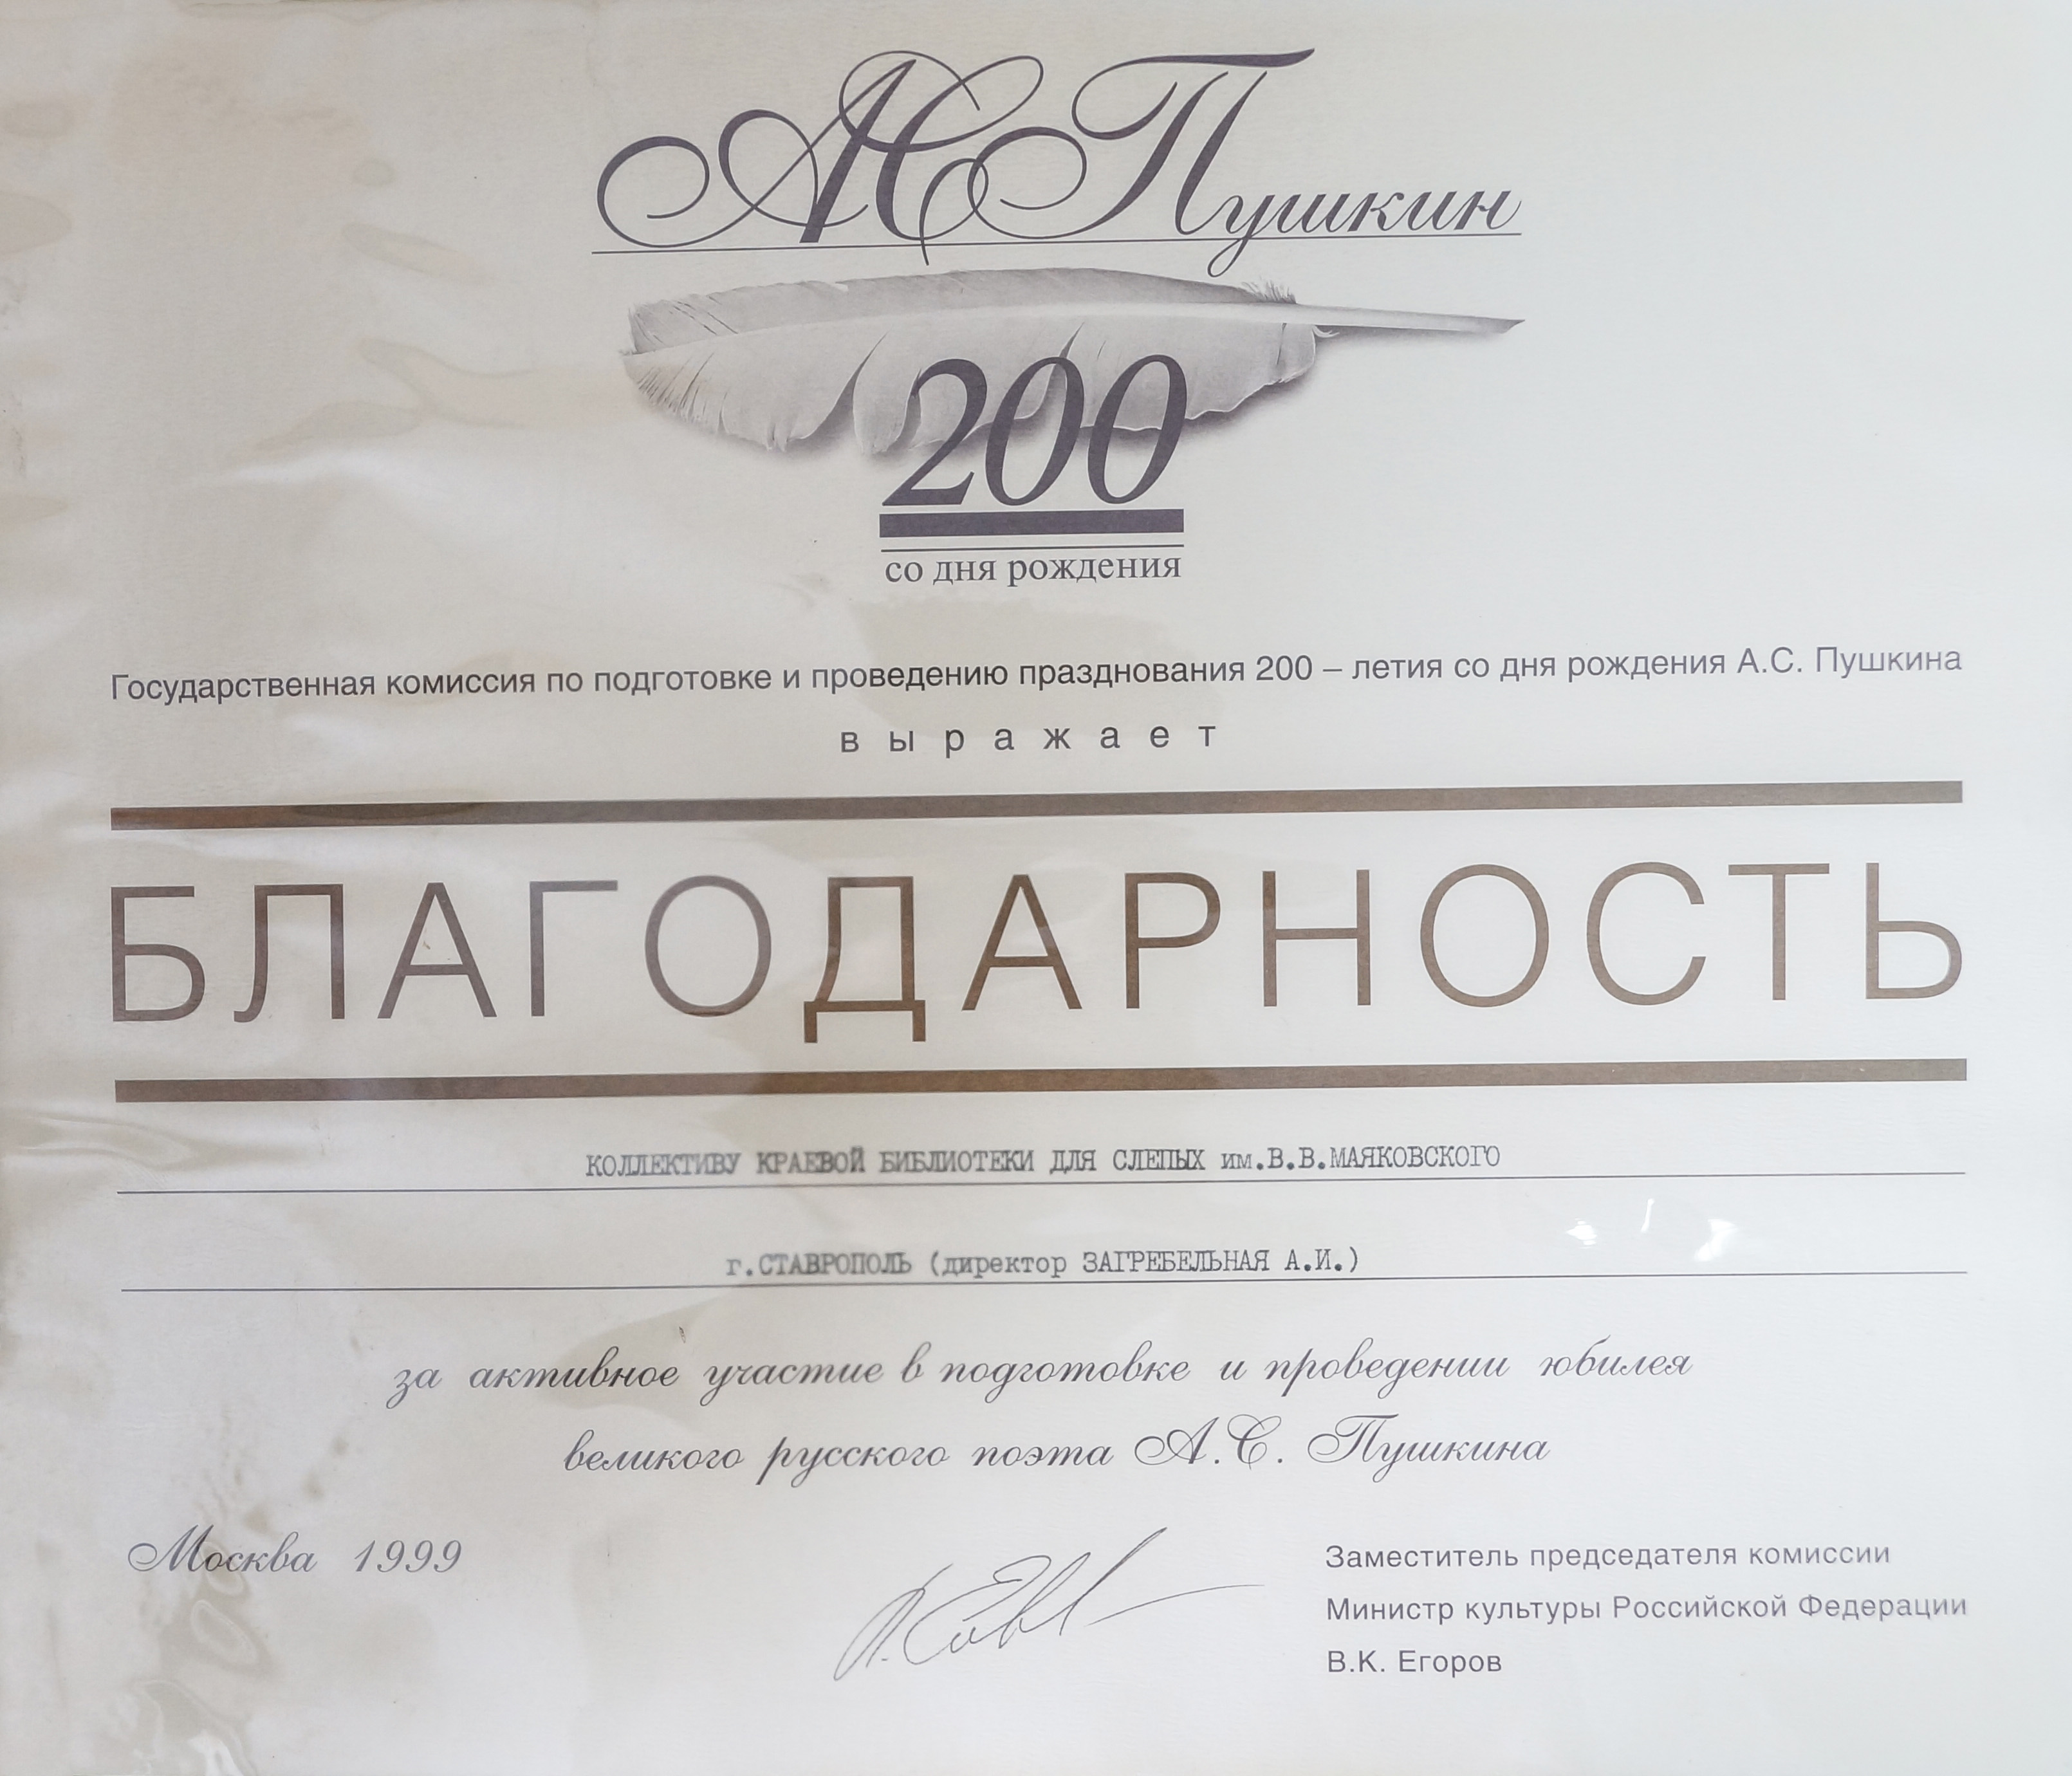 А С Пушкин
200
со дня рождения
Государственная комиссия по подготовке и проведению празднования 200 – летия со дня рождения А.С. Пушкина
выражает
БЛАГОДАРНОСТЬ
КОЛЛЕКТИВУ КРАЕВОЙ БИБЛИОТЕКИ ДЛЯ СЛЕПЫХ им.В.В.МАЯКОВСКОГО
г.СТАВРОПОЛЬ (директор ЗАГРЕБЕЛЬНАЯ А.И.)
за активное участие в подготовке и проведении юбилея
великого русского поэта А.С. Пушкина
Москва 1999
Заместитель председателя комиссии
Министр культуры Российской Федерации
В.К. Егоров